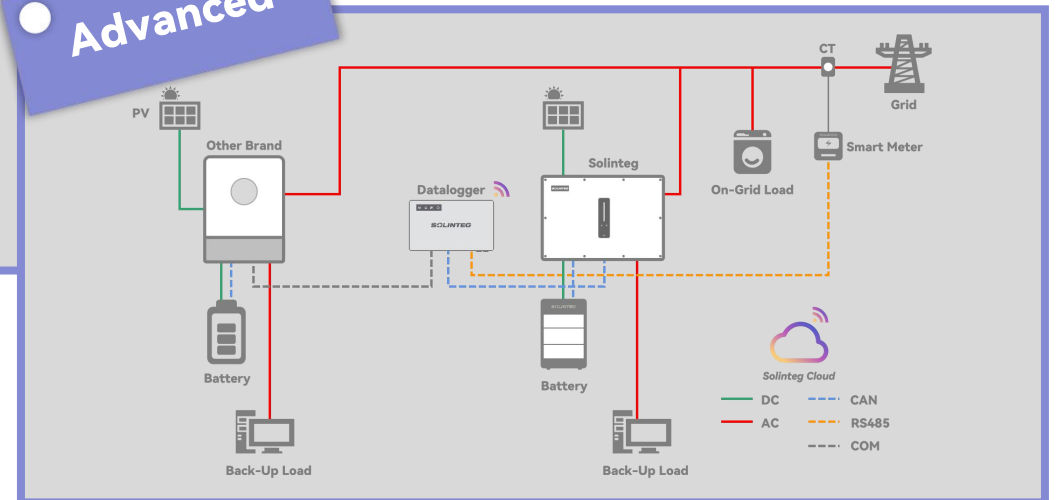 Advanced
CT
Grid
PV
Other Brand
Solinteg
Smart Meter
Datalogger
On-Grid Load
SOLINTEG
SOLINTEG
Battery
Battery
Solinteg Cloud
DC
CAN
AC
RS485
COM
Back-Up Load
Back-Up Load